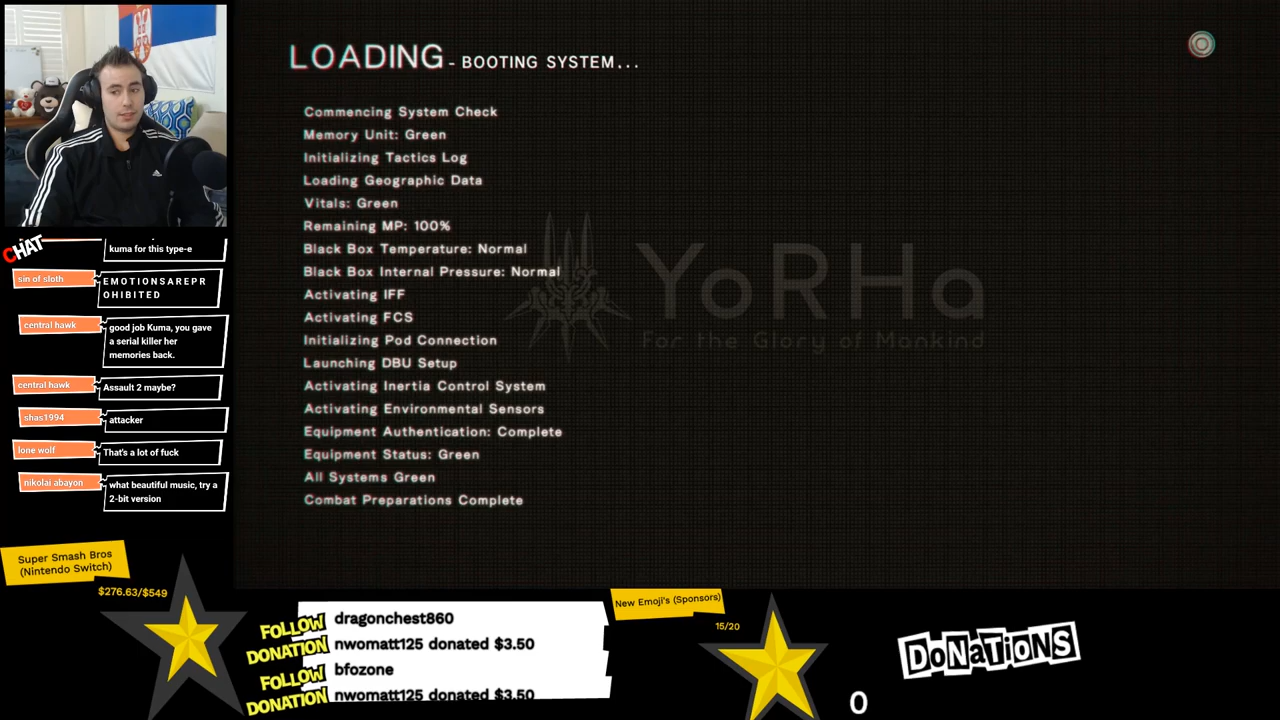 LOADING - BOOTING SYSTEM...
Commencing System Check
Memory Unit: Green
Initializing Tactics Log
Loading Geographic Data
Vitals: Green
Remaining MP: 100%
Black Box Temperature: Normal
Black Box Internal Pressure: Normal
Activating IFF
Activating FCS
Initializing Pod Connection
Launching DBU Setup
Activating Inertia Control System
Activating Environmental Sensors
Equipment Authentication: Complete
Equipment Status: Green
All Systems Green
Combat Preparations Complete
YoRHa
For the Glory of Mankind
CHAT
kuma for this type-e
sin of sloth
E M O T I O N S A R E P R
O H I B I T E D
central hawk
good job Kuma, you gave
a serial killer her
memories back.
central hawk
Assault 2 maybe?
shas1994
attacker
lone wolf
That's a lot of fuck
nikolai abayon
what beautiful music, try a
2-bit version
Super Smash Bros
(Nintendo Switch)
$276.63/$549
FOLLOW dragonchest860
DONATION nwomatt125 donated $3.50
FOLLOW bfozone
DONATION nwomatt125 donated $3.50
New Emoji's (Sponsors)
15/20
DONATIONS
0